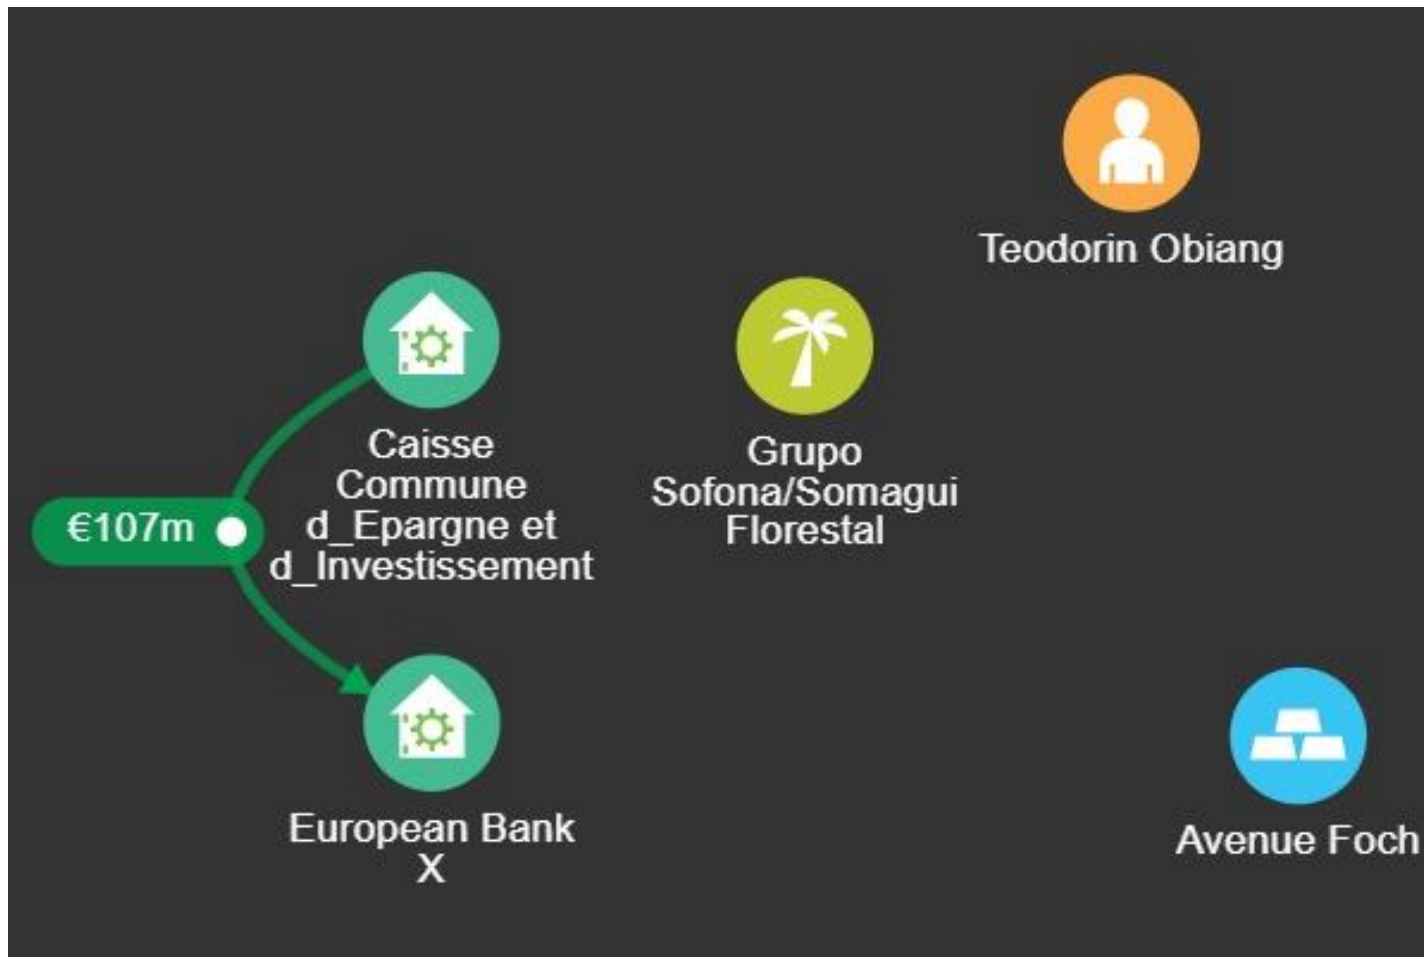 Teodorin Obiang
Caisse
Commune
d_Epargne et
d_Investissement
Grupo
Sofona/Somagui
Florestal
€107m
European Bank
X
Avenue Foch